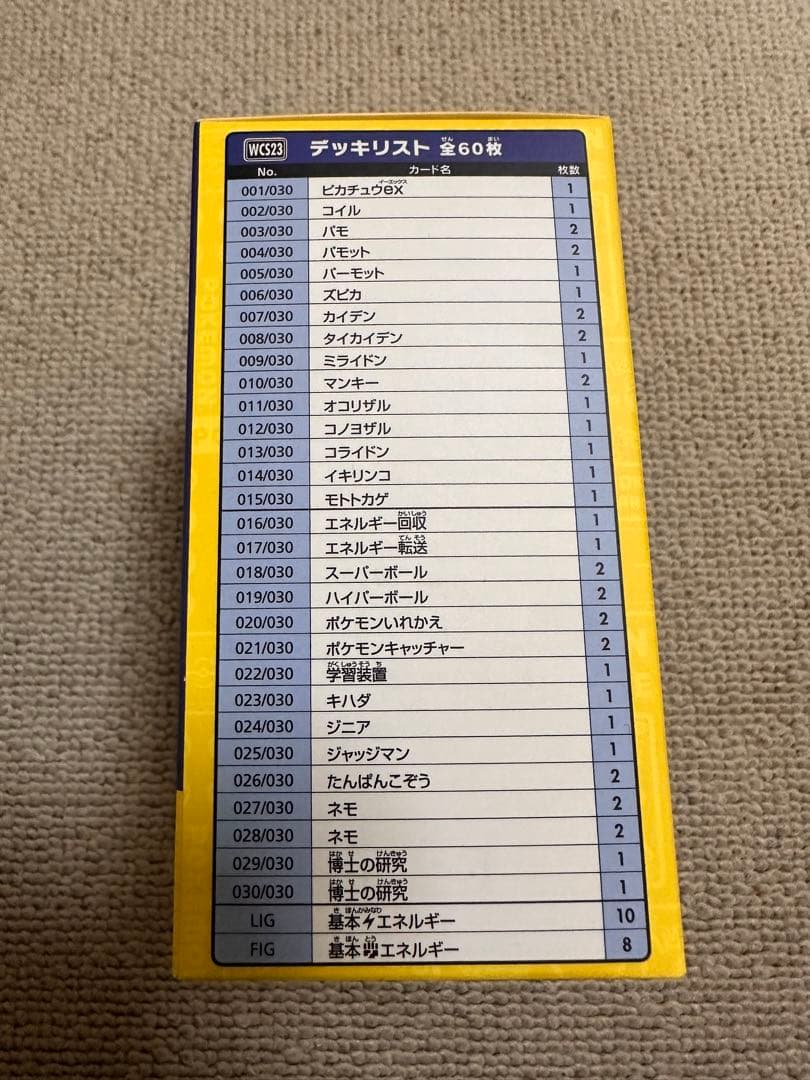 WCS23 デッキリスト 全60枚
No. カード名 枚数
001/030 ピカチュウex 1
002/030 コイル 1
003/030 パモ 2
004/030 パモット 2
005/030 パーモット 1
006/030 ズピカ 1
007/030 カイデン 2
008/030 タイカイデン 2
009/030 ミライドン 1
010/030 マンキー 2
011/030 オコリザル 1
012/030 コノヨザル 1
013/030 コライドン 1
014/030 イキリンコ 1
015/030 モトトカゲ 1
016/030 エネルギー回収 1
017/030 エネルギー転送 1
018/030 スーパーボール 2
019/030 ハイパーボール 2
020/030 ポケモンいれかえ 2
021/030 ポケモンキャッチャー 2
022/030 学習装置 1
023/030 キハダ 1
024/030 ジニア 1
025/030 ジャッジマン 1
026/030 たんぱんこぞう 2
027/030 ネモ 2
028/030 ネモ 2
029/030 博士の研究 1
030/030 博士の研究 1
LIG 基本エネルギー 10
FIG 基本エネルギー 8